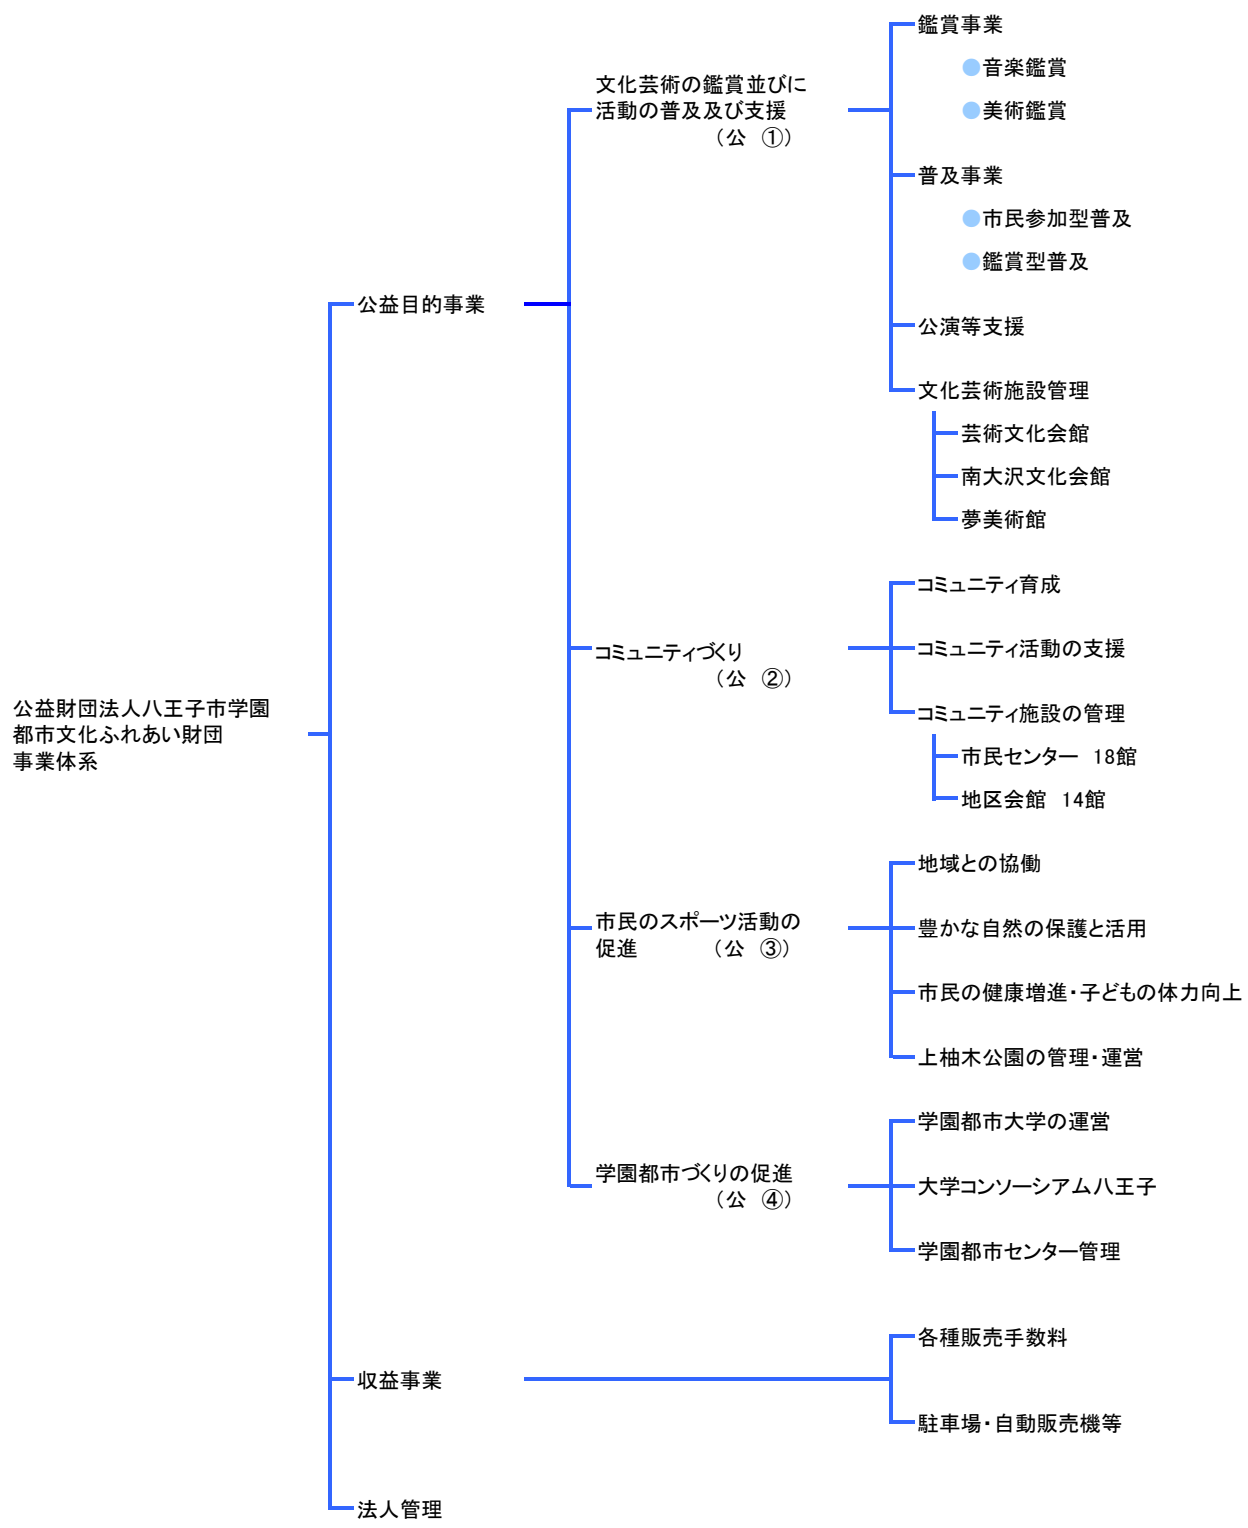 公益財団法人八王子市学園
都市文化ふれあい財団
事業体系
公益目的事業
文化芸術の鑑賞並びに
活動の普及及び支援
（公　①）
鑑賞事業
●音楽鑑賞
●美術鑑賞
普及事業
●市民参加型普及
●鑑賞型普及
公演等支援
文化芸術施設管理
芸術文化会館
南大沢文化会館
夢美術館
コミュニティづくり
（公　②）
コミュニティ育成
コミュニティ活動の支援
コミュニティ施設の管理
市民センター　18館
地区会館　14館
市民のスポーツ活動の
促進　　　（公　③）
地域との協働
豊かな自然の保護と活用
市民の健康増進・子どもの体力向上
上柚木公園の管理・運営
学園都市づくりの促進
（公　④）
学園都市大学の運営
大学コンソーシアム八王子
学園都市センター管理
収益事業
各種販売手数料
駐車場・自動販売機等
法人管理